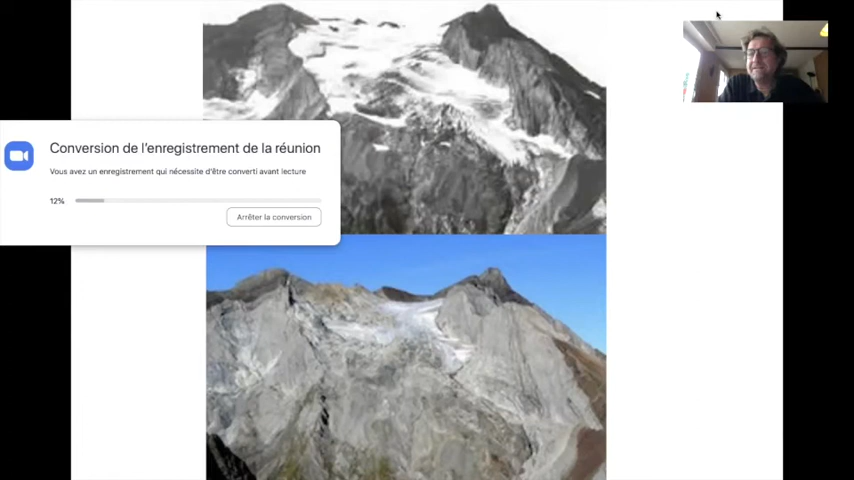 Conversion de l'enregistrement de la réunion
Vous avez un enregistrement qui nécessite d'être converti avant lecture
12%
Arrêter la conversion